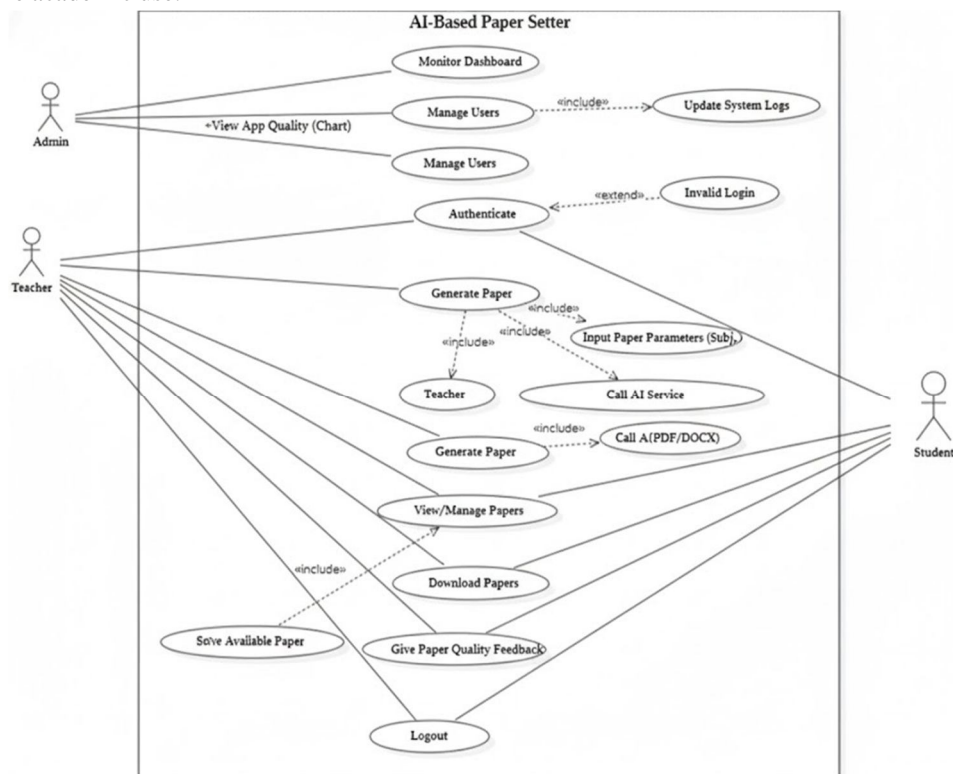 AI-Based Paper Setter
Monitor Dashboard
Manage Users
«include»
Update System Logs
Admin
+View App Quality (Chart)
Manage Users
Invalid Login
«extend»
Authenticate
Teacher
Generate Paper
«include»
Input Paper Parameters (Subj,
«include»
«include»
Teacher
Call AI Service
«include»
Call A(PDF/DOCX)
Generate Paper
Student
View/Manage Papers
«include»
Download Papers
Give Paper Quality Feedback
Available Paper
Logout